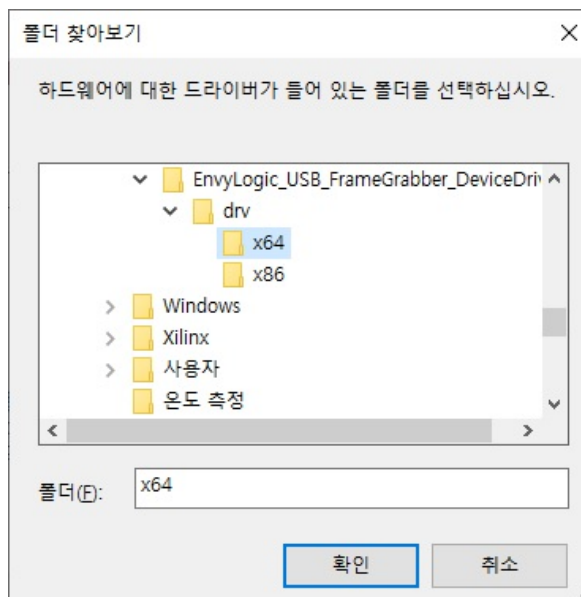 폴더 찾아보기
하드웨어에 대한 드라이버가 들어 있는 폴더를 선택하십시오.
EnvyLogic_USB_FrameGrabber_DeviceDriv
drv
x64
x86
Windows
Xilinx
사용자
온도 측정
폴더(F): x64
확인 취소